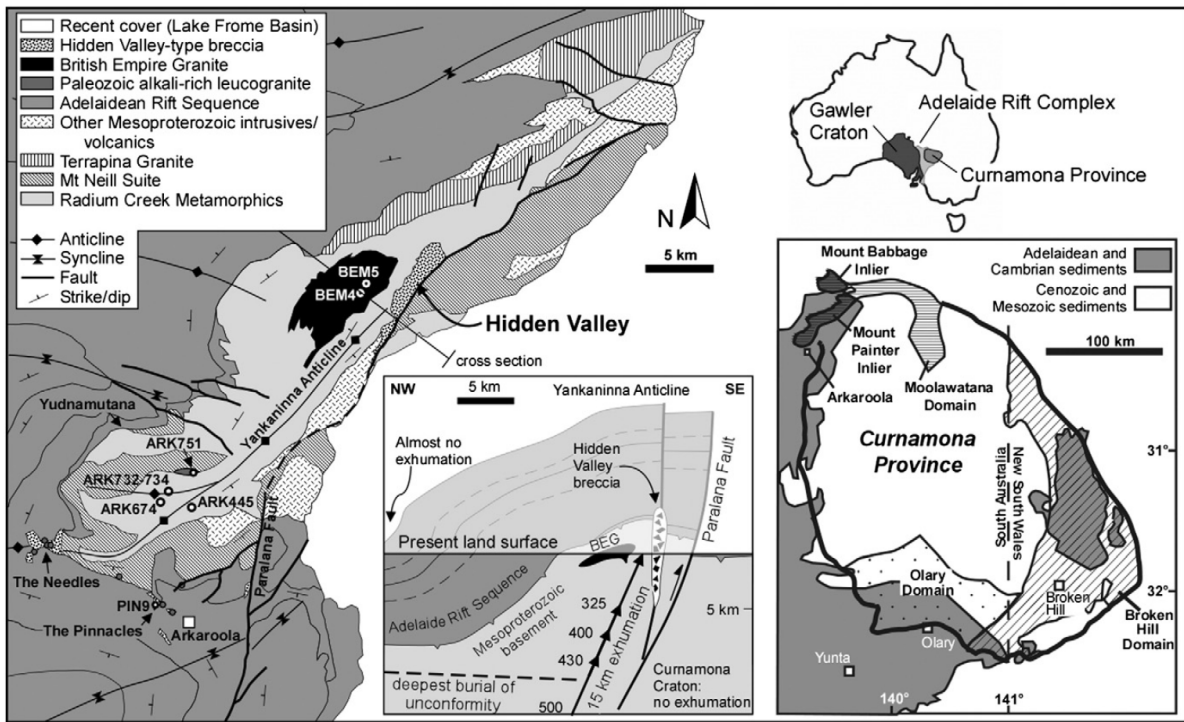 Recent cover (Lake Frome Basin)
Hidden Valley-type breccia
British Empire Granite
Paleozoic alkali-rich leucogranite
Adelaidean Rift Sequence
Other Mesoproterozoic intrusives/
volcanics
Terrapina Granite
Mt Neill Suite
Radium Creek Metamorphics
Anticline
Syncline
Fault
Strike/dip
N
5 km
BEM5
BEM4
Hidden Valley
cross section
Yankaninna Anticline
Yudnamutana
ARK751
ARK732-734
ARK674
ARK445
Paralana Fault
The Needles
PIN9
The Pinnacles
Arkaroola
NW
5 km
Yankaninna Anticline
SE
Almost no
exhumation
Hidden
Valley
breccia
Paralana Fault
Present land surface
BEG
Adelaide Rift Sequence
Mesoproterozoic
basement
325
400
430
500
15 km exhumation
5 km
deepest burial of
unconformity
Curnamona
Craton:
no exhumation
Gawler
Craton
Adelaide Rift Complex
Curnamona
Province
Mount Babbage
Inlier
Adelaidean and
Cambrian sediments
Cenozoic and
Mesozoic sediments
100 km
Mount
Painter
Inlier
Arkaroola
Moolawatana
Domain
Curnamona
Province
31°
South Australia
New South Wales
Olary
Domain
32°
Broken
Hill
Broken
Hill
Domain
Olary
Yunta
140°
141°